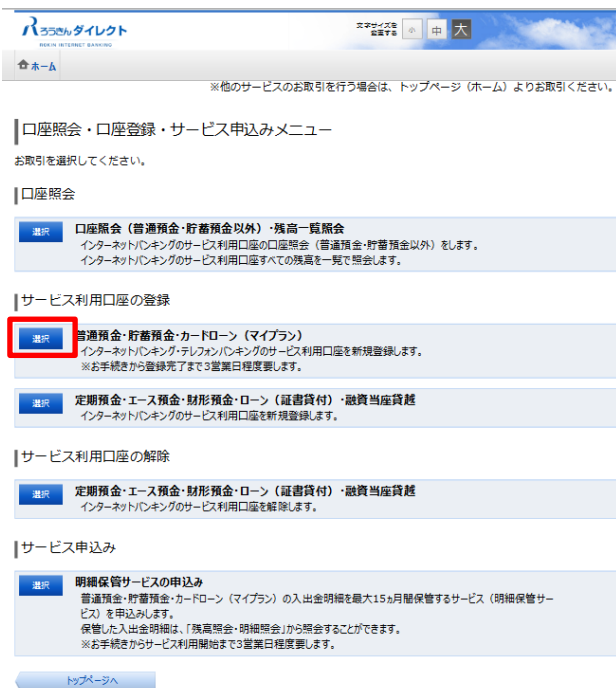 ろうきんダイレクト
ROKIN INTERNET BANKING
文字サイズを
変更する
小 中 大
ホーム
※他のサービスのお取引を行う場合は、トップページ（ホーム）よりお取引ください。
口座照会・口座登録・サービス申込みメニュー
お取引を選択してください。
口座照会
選択 口座照会（普通預金・貯蓄預金以外）・残高一覧照会
インターネットバンキングのサービス利用口座の口座照会（普通預金・貯蓄預金以外）をします。
インターネットバンキングのサービス利用口座すべての残高を一覧で照会します。
サービス利用口座の登録
選択 普通預金・貯蓄預金・カードローン（マイプラン）
インターネットバンキング・テレフォンバンキングのサービス利用口座を新規登録します。
※お手続きから登録完了まで3営業日程度要します。
選択 定期預金・エース預金・財形預金・ローン（証書貸付）・融資当座貸越
インターネットバンキングのサービス利用口座を新規登録します。
サービス利用口座の解除
選択 定期預金・エース預金・財形預金・ローン（証書貸付）・融資当座貸越
インターネットバンキングのサービス利用口座を解除します。
サービス申込み
選択 明細保管サービスの申込み
普通預金・貯蓄預金・カードローン（マイプラン）の入出金明細を最大15ヵ月間保管するサービス（明細保管サー
ビス）を申込みします。
保管した入出金明細は、「残高照会・明細照会」から照会することができます。
※お手続きからサービス利用開始まで3営業日程度要します。
トップページへ